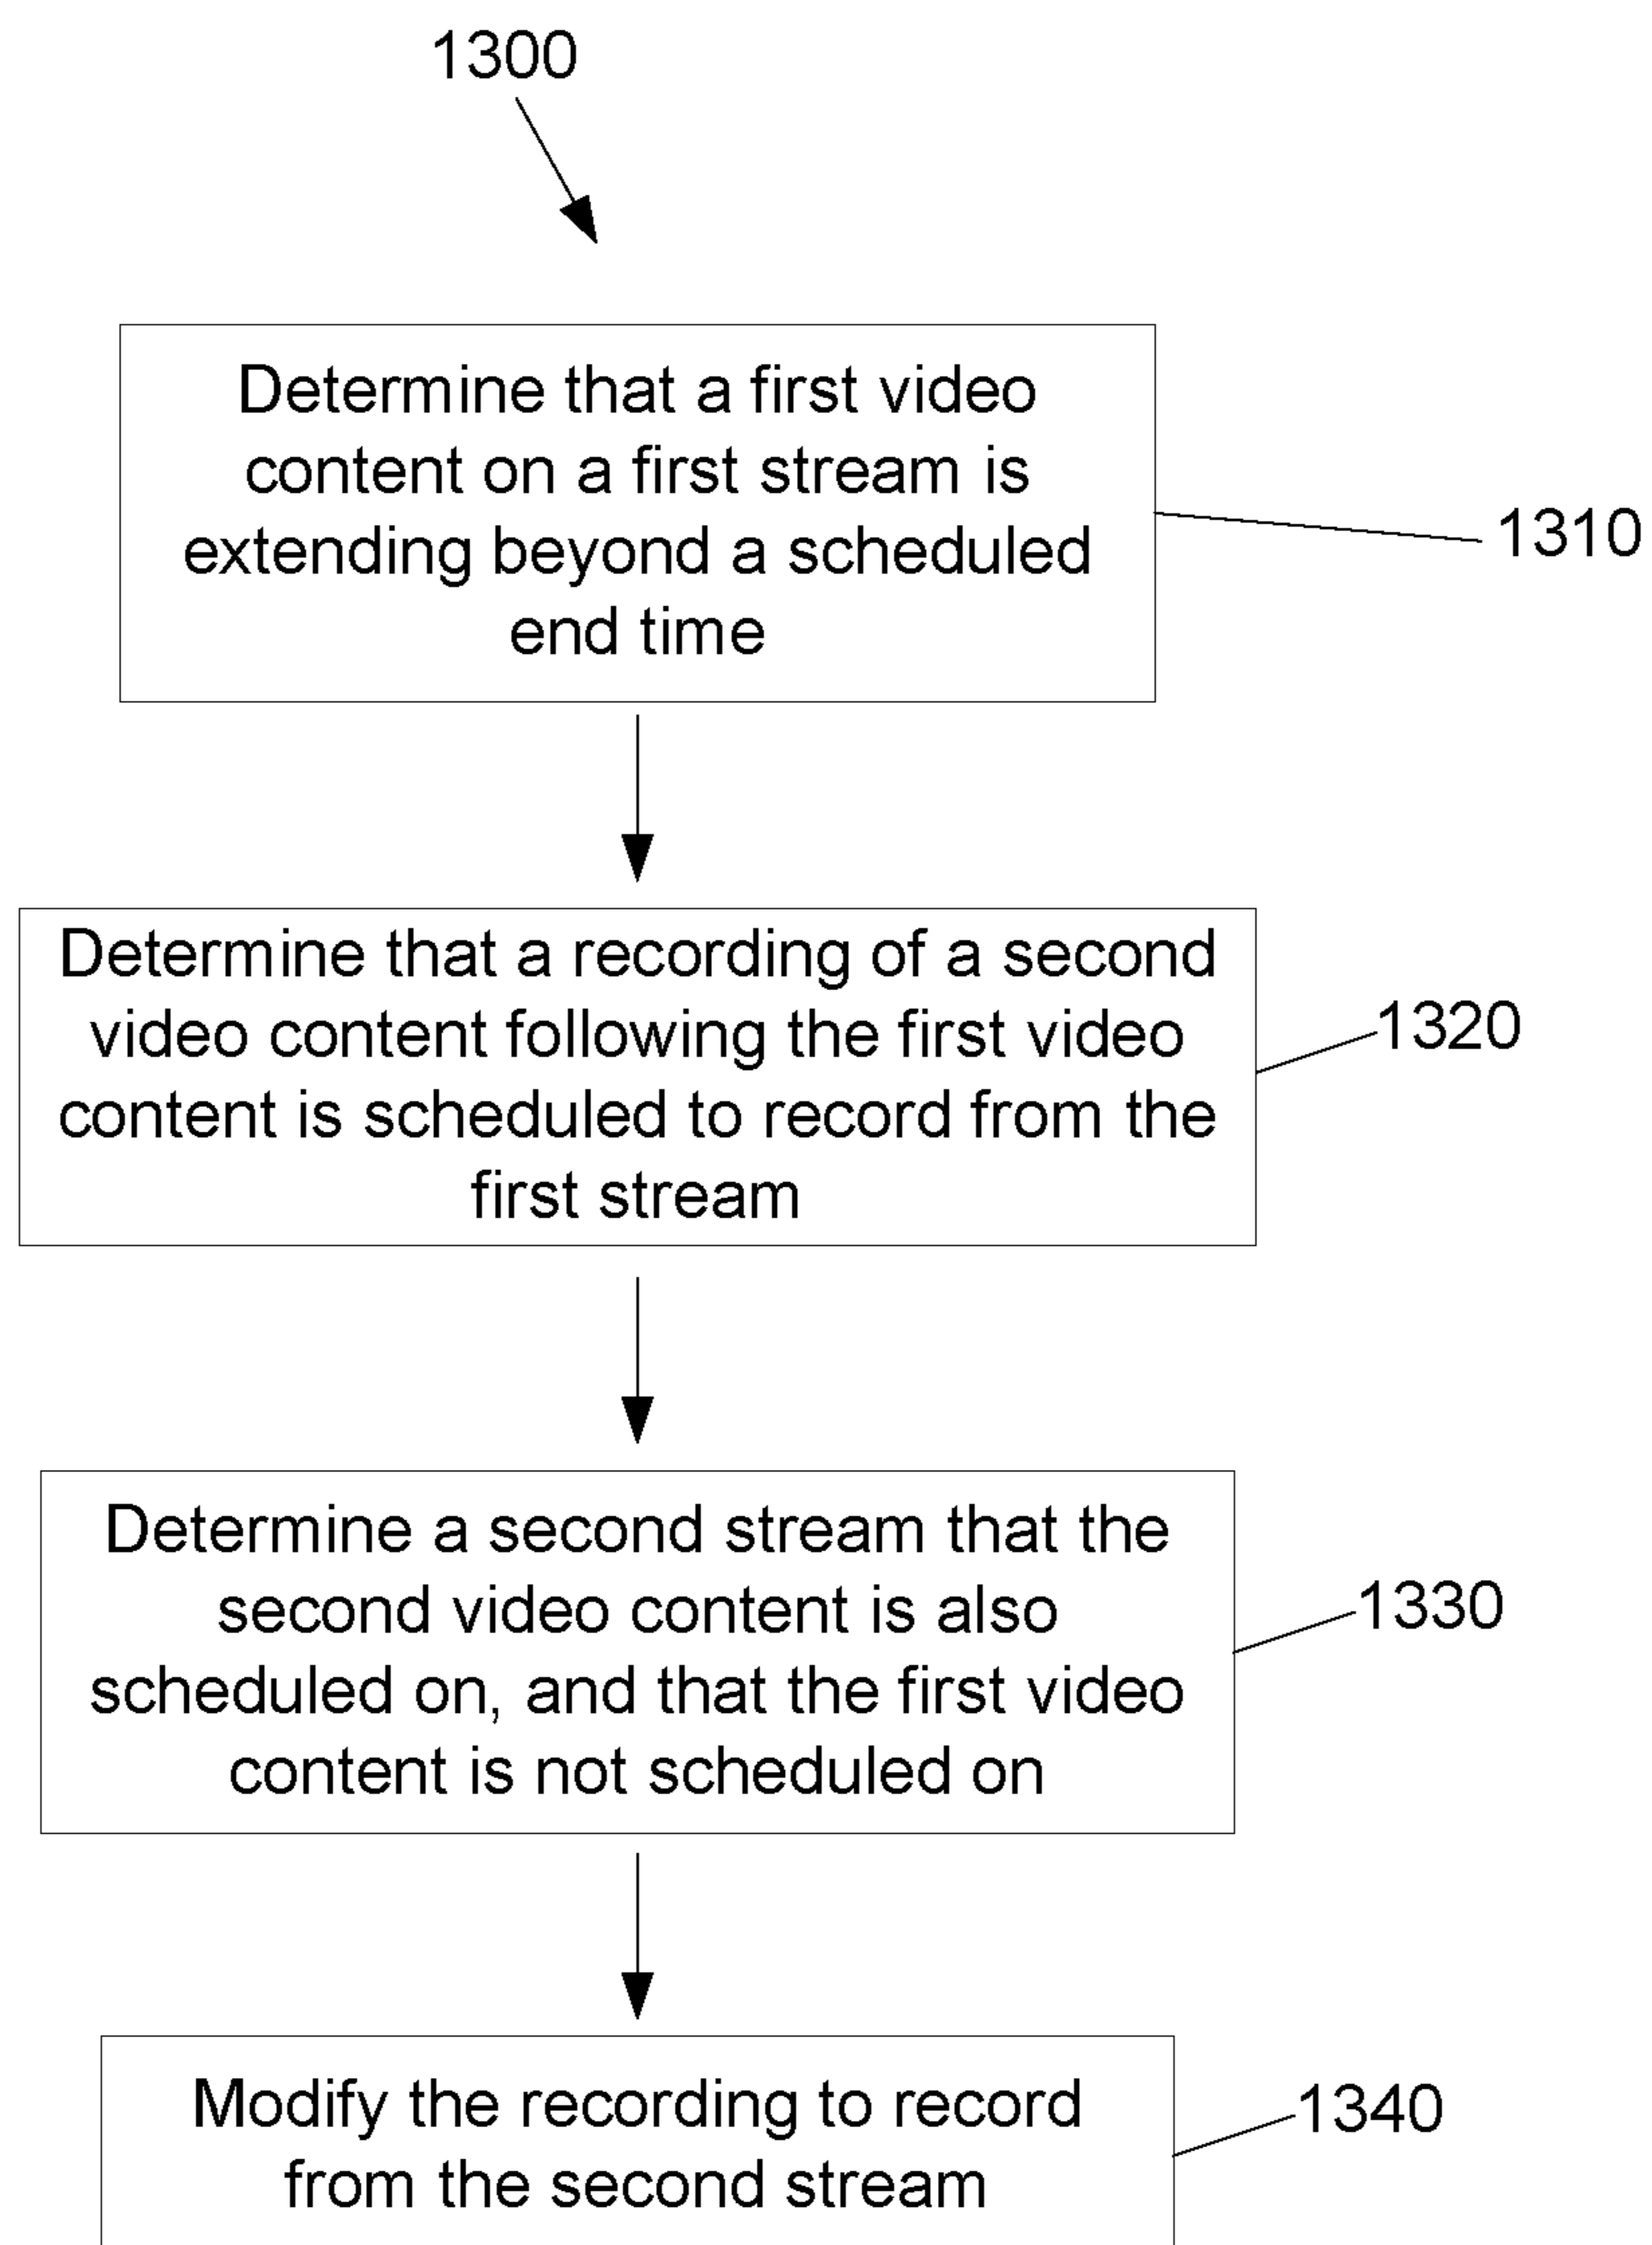 1300
Determine that a first video
content on a first stream is
extending beyond a scheduled
end time
1310
Determine that a recording of a second
video content following the first video
content is scheduled to record from the
first stream
1320
Determine a second stream that the
second video content is also
scheduled on, and that the first video
content is not scheduled on
1330
Modify the recording to record
from the second stream
1340